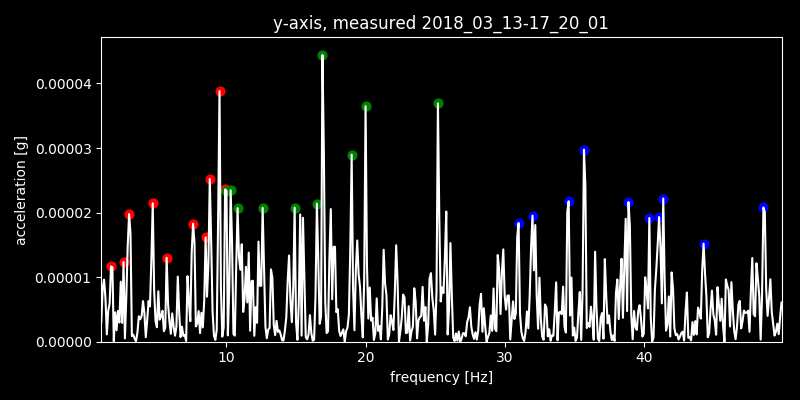 y-axis, measured 2018_03_13-17_20_01
acceleration [g]
0.00004
0.00003
0.00002
0.00001
0.00000
10 20 30 40
frequency [Hz]